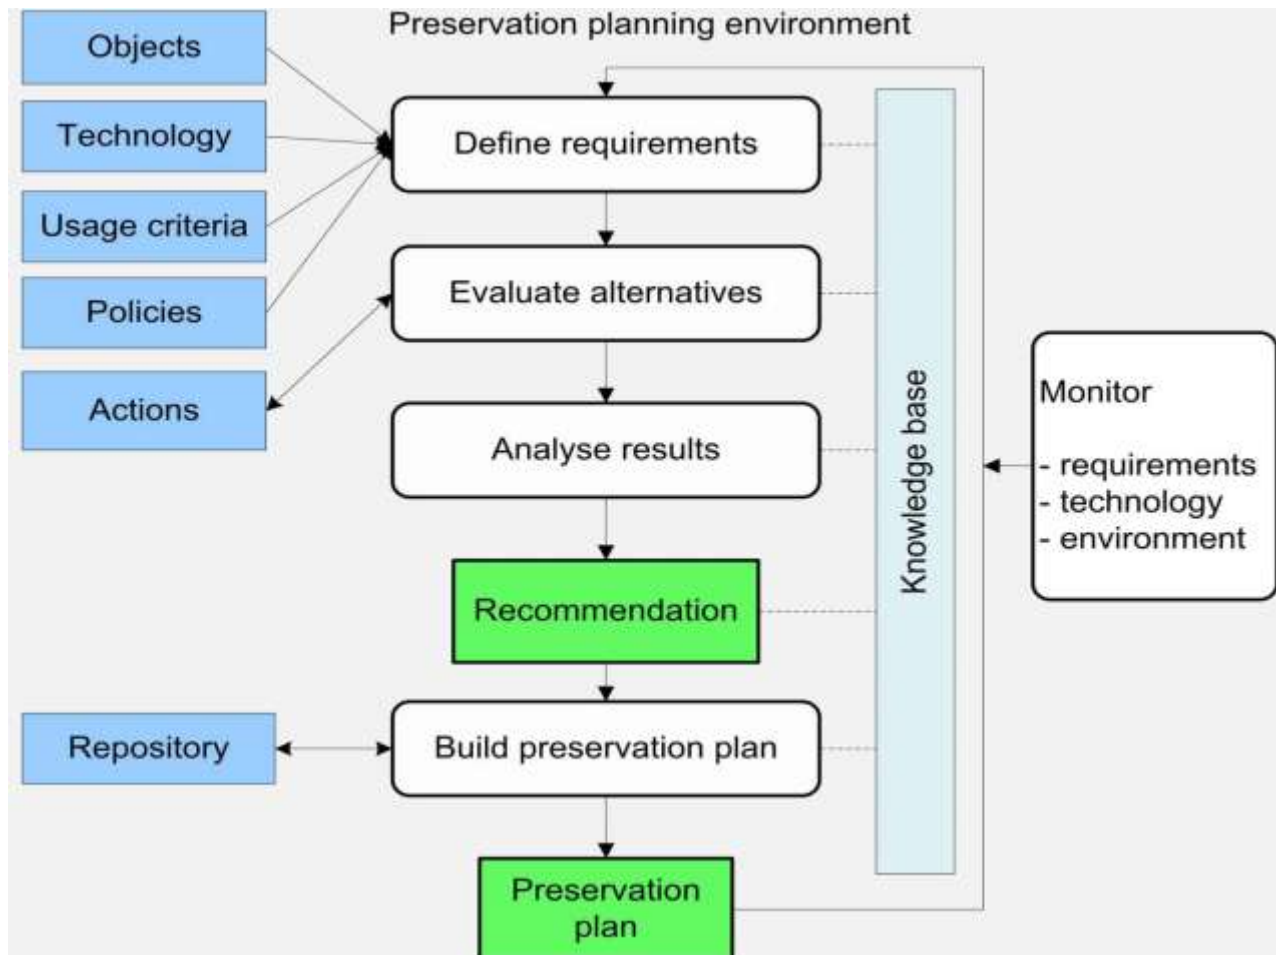 Preservation planning environment
Objects
Technology
Usage criteria
Policies
Actions
Repository
Define requirements
Evaluate alternatives
Analyse results
Recommendation
Build preservation plan
Preservation
plan
Knowledge base
Monitor
- requirements
- technology
- environment